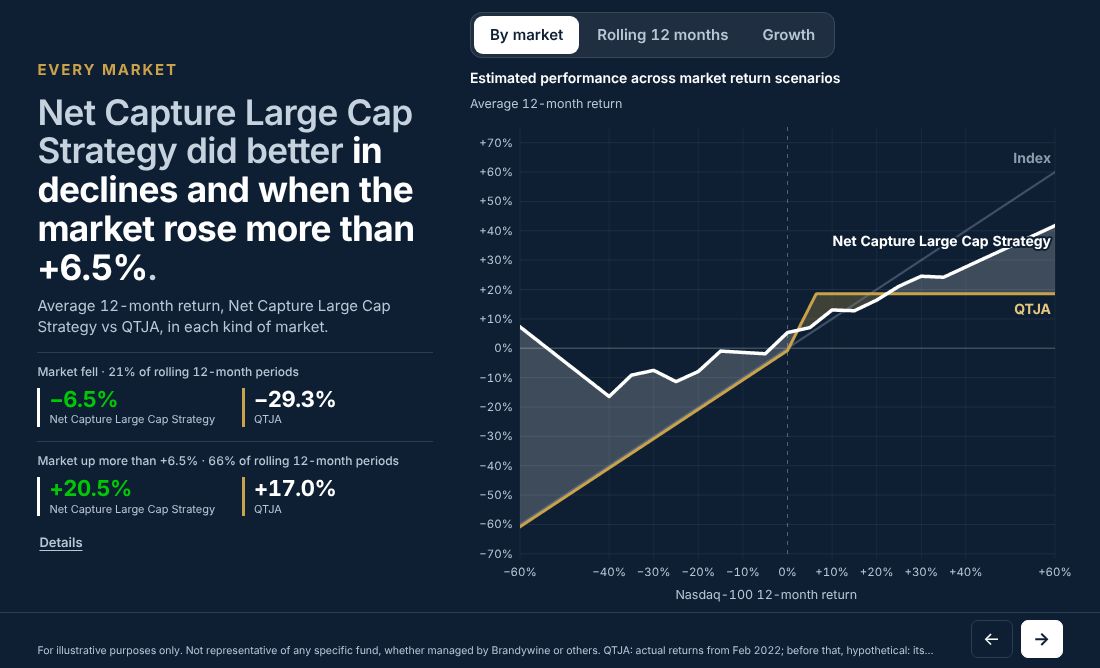 EVERY MARKET
Net Capture Large Cap
Strategy did better in
declines and when the
market rose more than
+6.5%.
Average 12-month return, Net Capture Large Cap
Strategy vs QTJA, in each kind of market.
Market fell · 21% of rolling 12-month periods
−6.5%
Net Capture Large Cap Strategy
−29.3%
QTJA
Market up more than +6.5% · 66% of rolling 12-month periods
+20.5%
Net Capture Large Cap Strategy
+17.0%
QTJA
Details
By market
Rolling 12 months
Growth
Estimated performance across market return scenarios
Average 12-month return
+70%
+60%
+50%
+40%
+30%
+20%
+10%
0%
−10%
−20%
−30%
−40%
−50%
−60%
−70%
Index
Net Capture Large Cap Strategy
QTJA
−60%
−40%
−30%
−20%
−10%
0%
+10%
+20%
+30%
+40%
+60%
Nasdaq-100 12-month return
For illustrative purposes only. Not representative of any specific fund, whether managed by Brandywine or others. QTJA: actual returns from Feb 2022; before that, hypothetical: its…
←
→